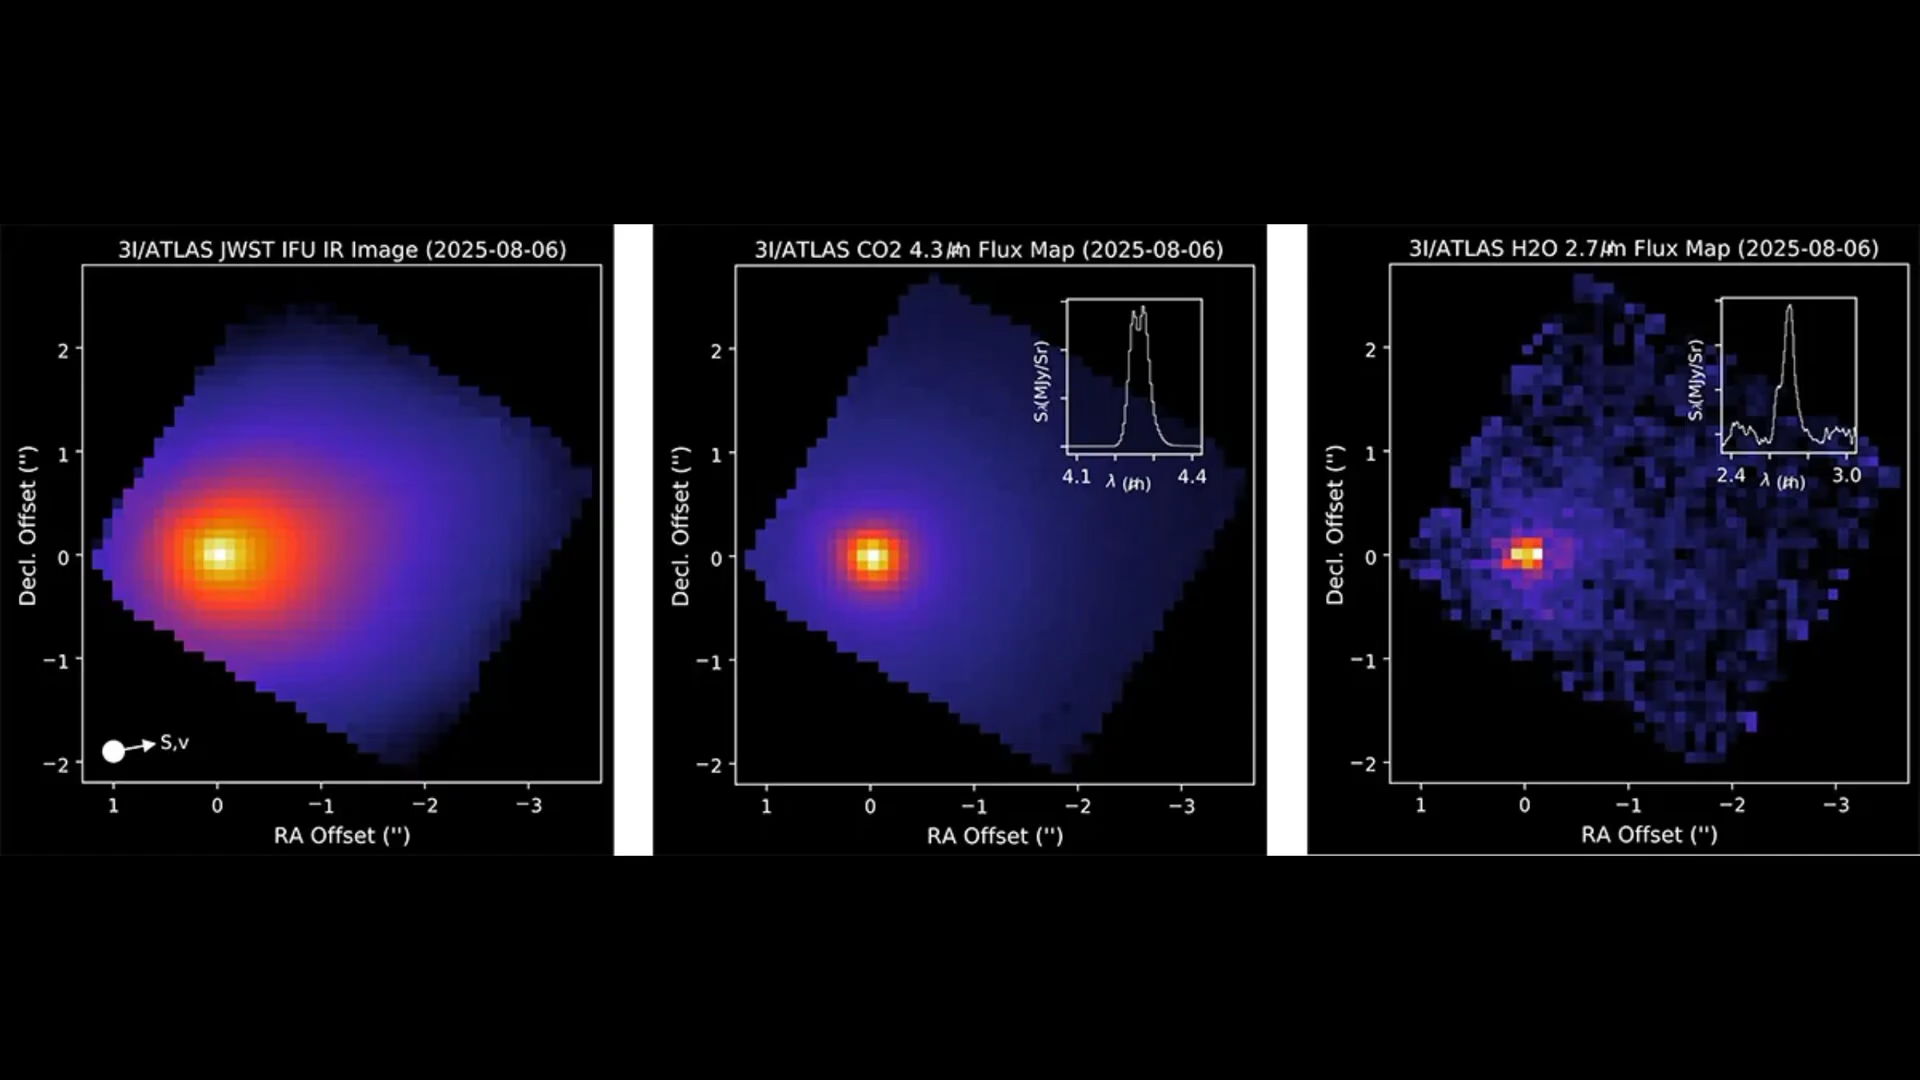 3I/ATLAS JWST IFU IR Image (2025-08-06)
Decl. Offset ('')
2
1
0
−1
−2
S,v
1
0
−1
−2
−3
RA Offset ('')
3I/ATLAS CO2 4.3μm Flux Map (2025-08-06)
Decl. Offset ('')
2
1
0
−1
−2
Sλ(MJy/Sr)
4.1
λ (μm)
4.4
1
0
−1
−2
−3
RA Offset ('')
3I/ATLAS H2O 2.7μm Flux Map (2025-08-06)
Decl. Offset ('')
2
1
0
−1
−2
Sλ(MJy/Sr)
2.4
λ (μm)
3.0
1
0
−1
−2
−3
RA Offset ('')